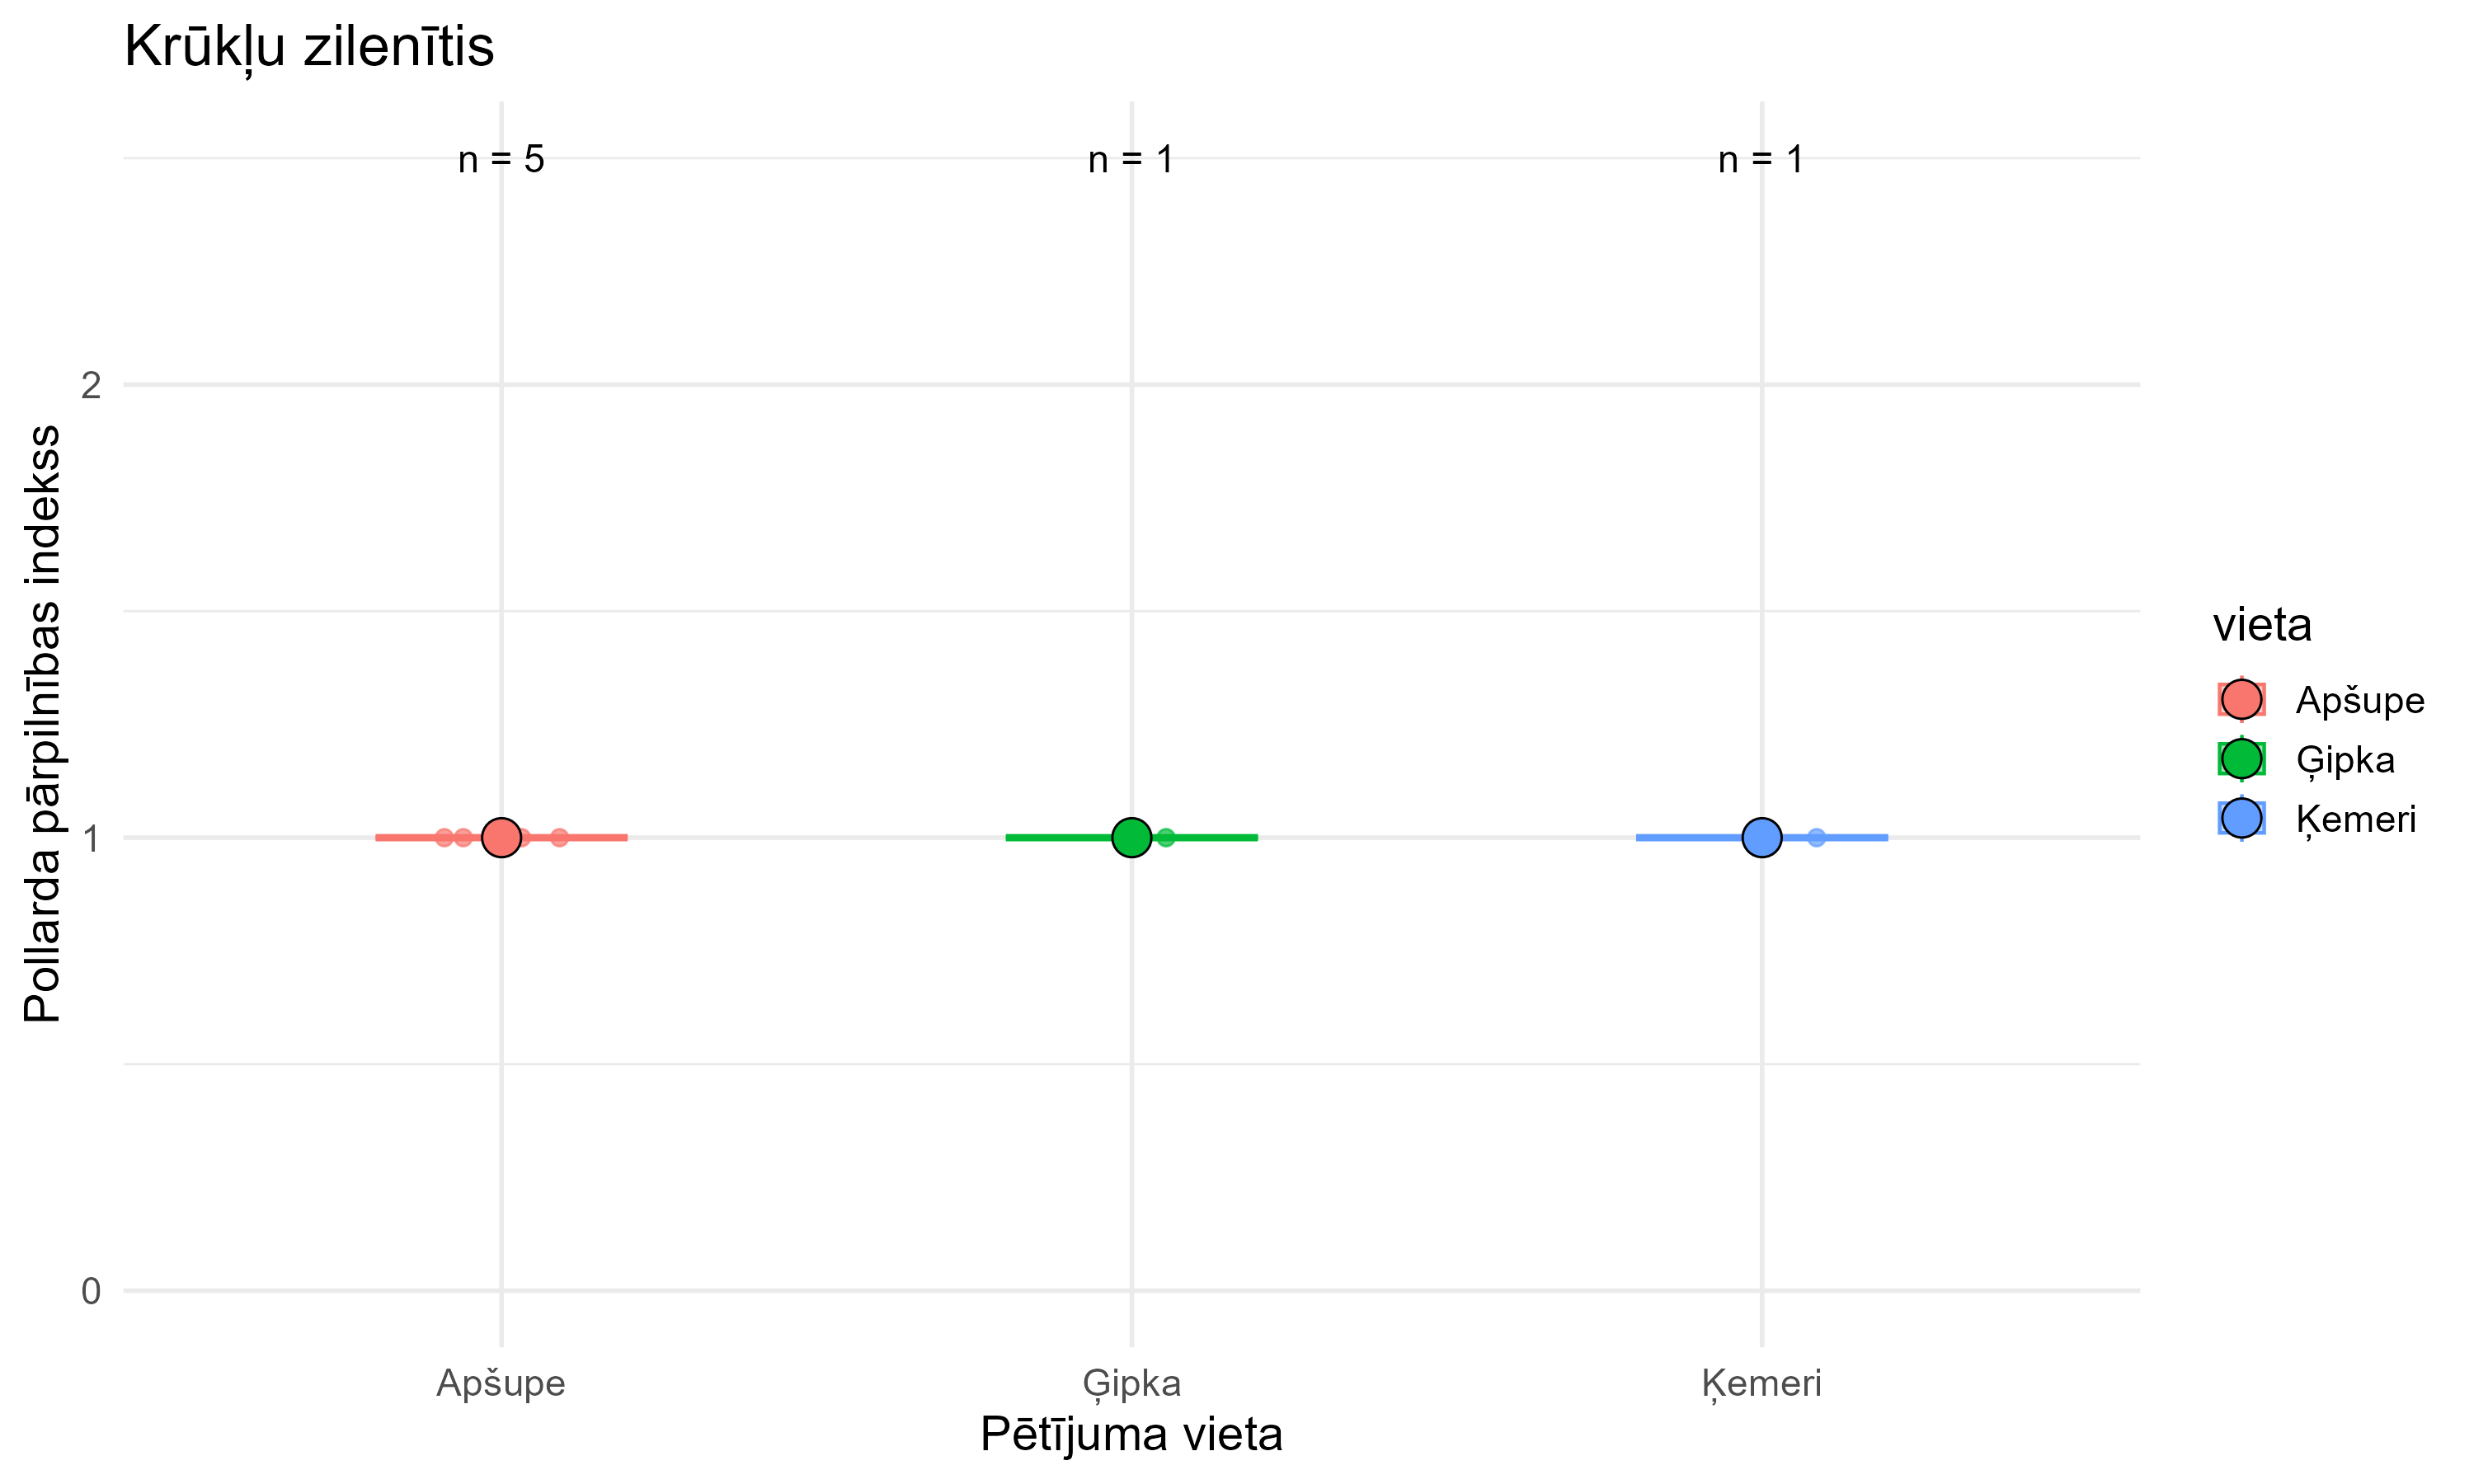 Krūkļu zilenītis
n = 5
n = 1
n = 1
2
1
0
Pollarda pārpilnības indekss
Apšupe
Ģipka
Ķemeri
Pētījuma vieta
vieta
Apšupe
Ģipka
Ķemeri